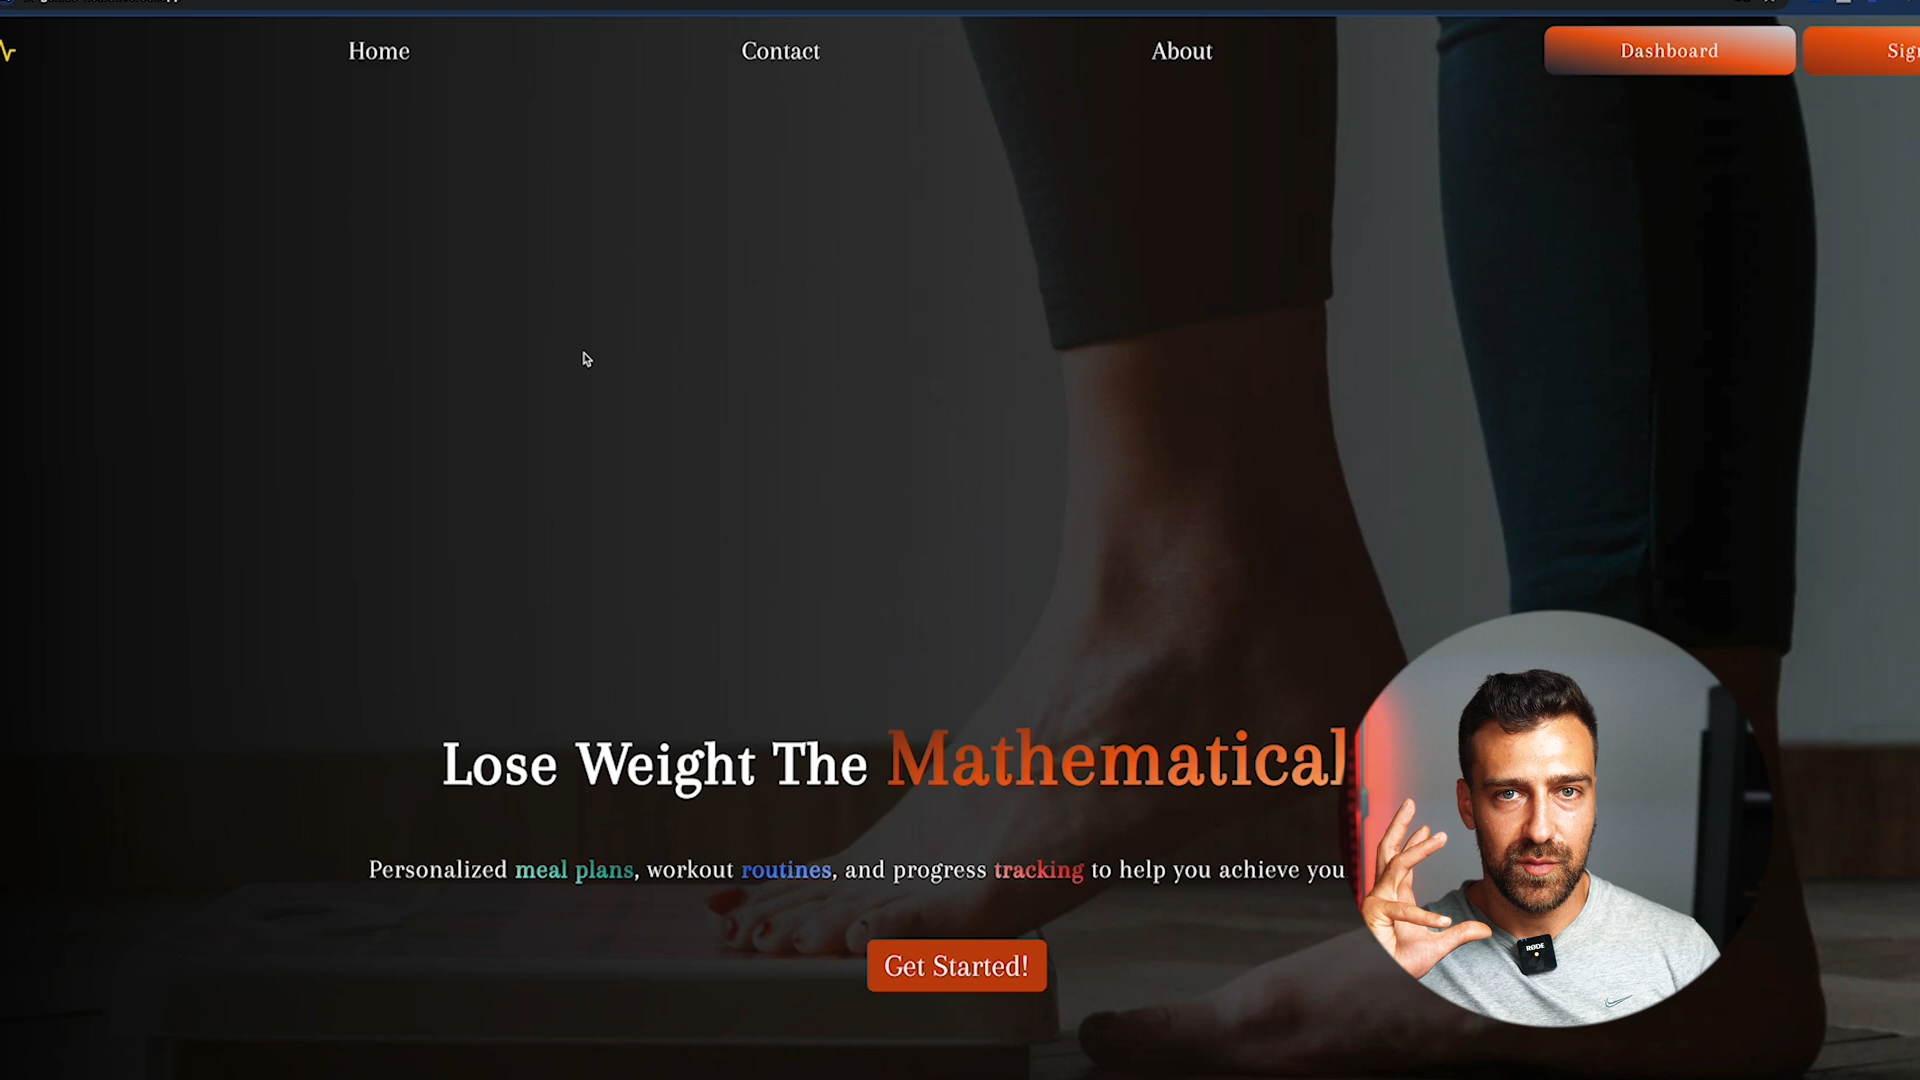 Home
Contact
About
Dashboard
Lose Weight The Mathematical
Personalized meal plans, workout routines, and progress tracking to help you achieve you
Get Started!
RØDE